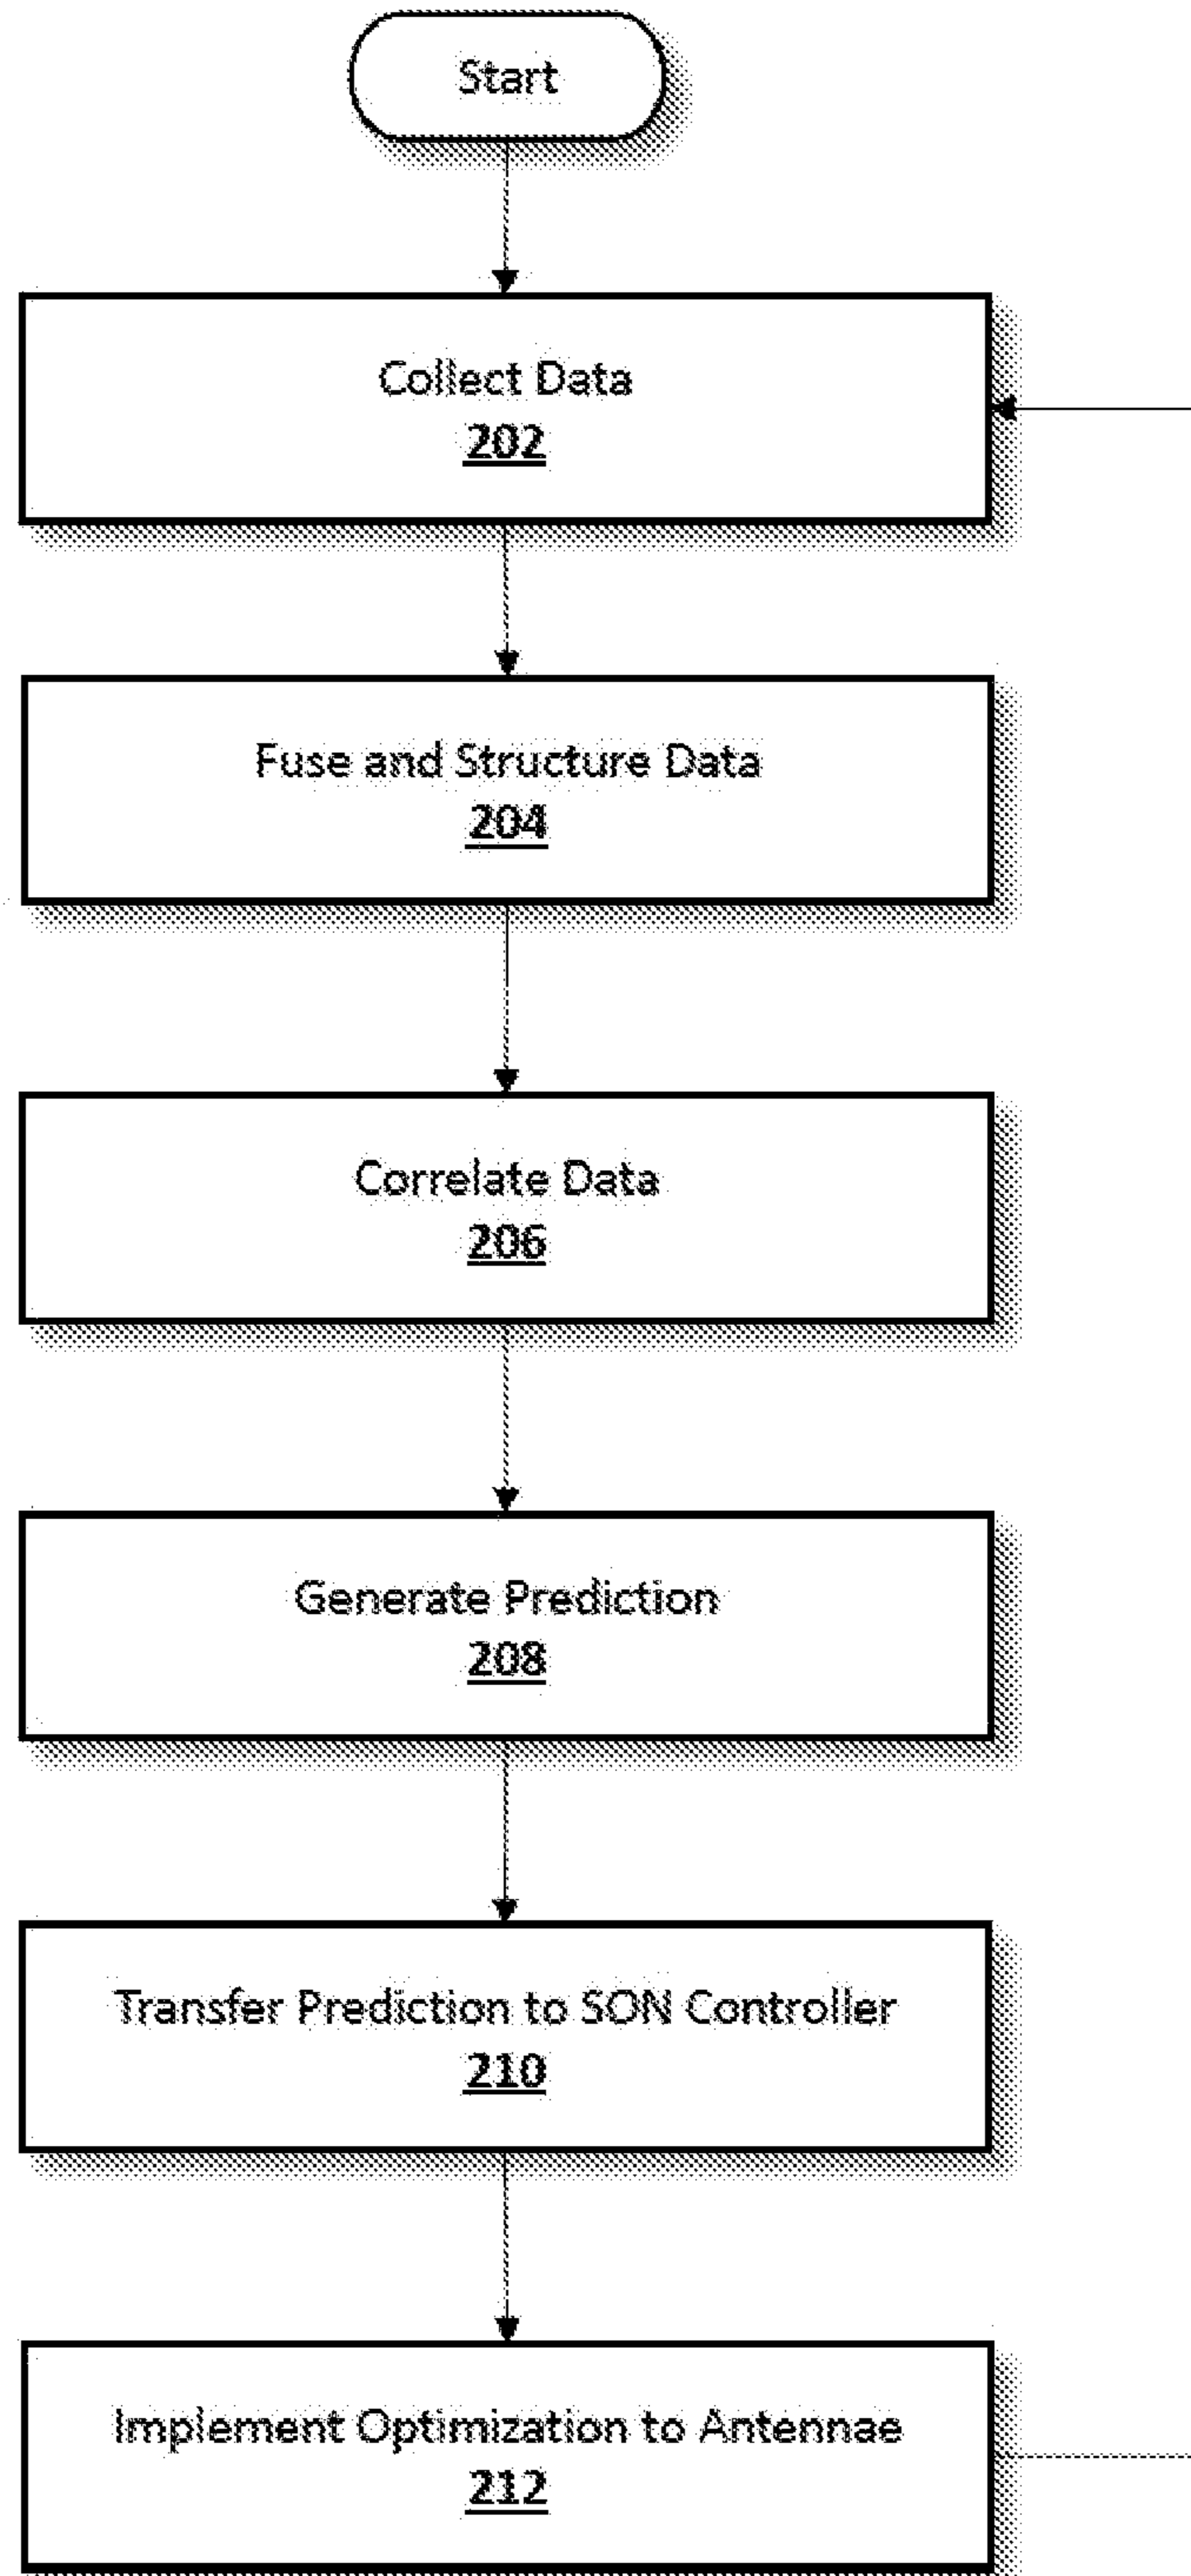 Start
Collect Data
202
Fuse and Structure Data
204
Correlate Data
206
Generate Prediction
208
Transfer Prediction to SON Controller
210
Implement Optimization to Antennae
212